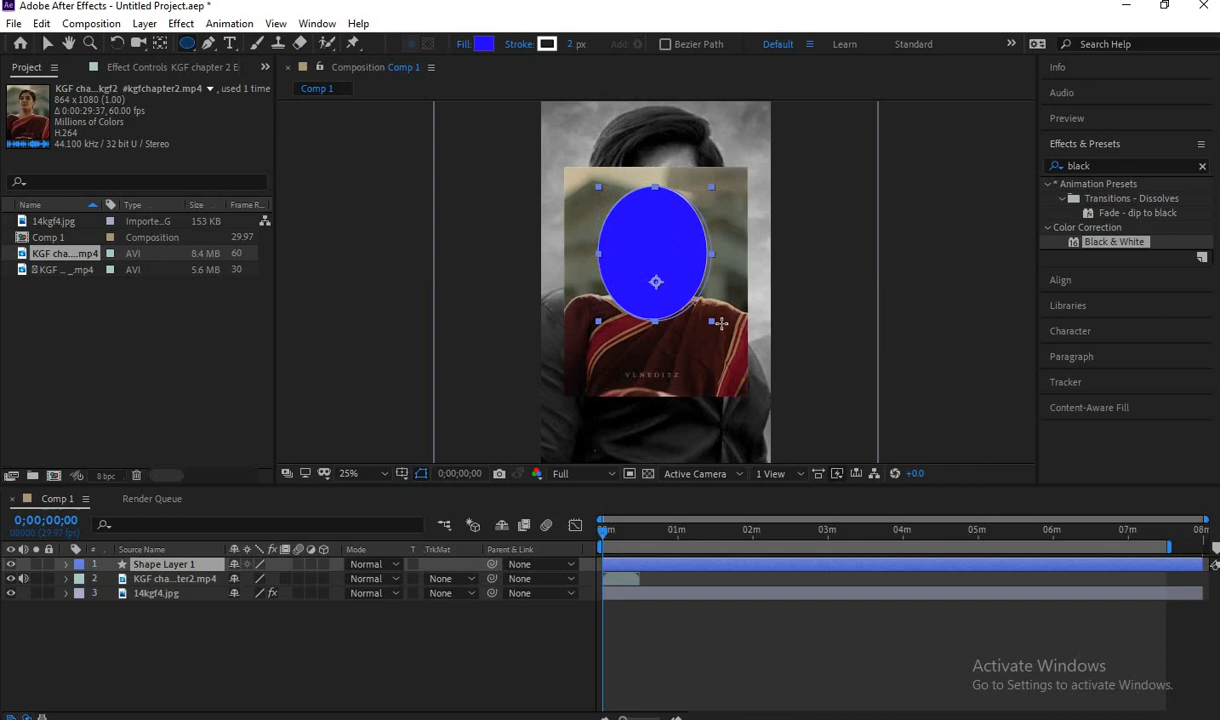 Adobe After Effects - Untitled Project.aep *
File Edit Composition Layer Effect Animation View Window Help
Fill: Stroke: 2 px Add: Bezier Path Default Learn Standard Search Help
Project Effect Controls KGF chapter 2 E
KGF cha...kgf2 #kgfchapter2.mp4 , used 1 time
864 x 1080 (1.00)
Δ 0:00:29:37, 60.00 fps
Millions of Colors
H.264
44.100 kHz / 32 bit U / Stereo
Name Type Size Frame R...
14kgf4.jpg Importe...G 153 KB
Comp 1 Composition 29.97
KGF cha....mp4 AVI 8.4 MB 60
KGF ... _.mp4 AVI 5.6 MB 30
8 bpc
Composition Comp 1
Comp 1
VLNEDITZ
25% 0;00;00;00 Full Active Camera 1 View +0.0
Info
Audio
Preview
Effects & Presets
black
* Animation Presets
Transitions - Dissolves
Fade - dip to black
Color Correction
Black & White
Align
Libraries
Character
Paragraph
Tracker
Content-Aware Fill
Comp 1 Render Queue
0;00;00;00
00000 (29.97 fps)
00m 01m 02m 03m 04m 05m 06m 07m 08m
# Source Name Mode T .TrkMat Parent & Link
1 Shape Layer 1 Normal None
2 KGF cha...ter2.mp4 Normal None None
3 14kgf4.jpg Normal None None
Activate Windows
Go to Settings to activate Windows.